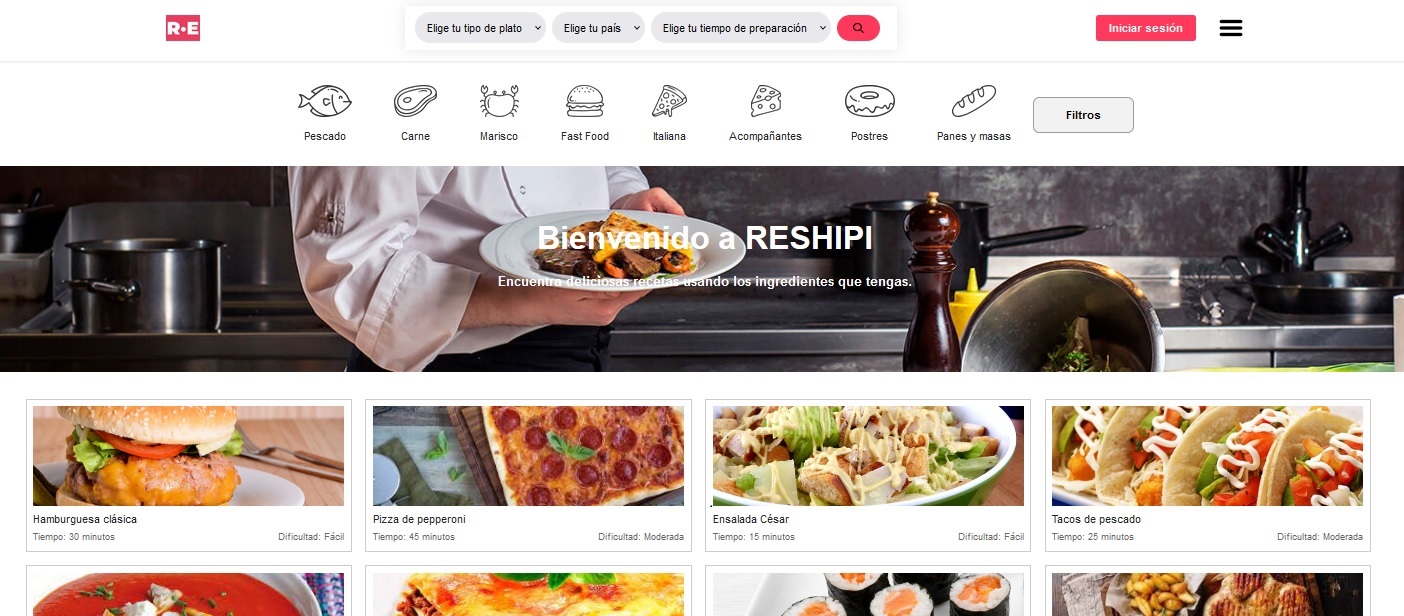 R•E
Elige tu tipo de plato
Elige tu país
Elige tu tiempo de preparación
Iniciar sesión
Pescado
Carne
Marisco
Fast Food
Italiana
Acompañantes
Postres
Panes y masas
Filtros
Bienvenido a RESHIPI
Encuentra deliciosas recetas usando los ingredientes que tengas.
Hamburguesa clásica
Tiempo: 30 minutos
Dificultad: Fácil
Pizza de pepperoni
Tiempo: 45 minutos
Dificultad: Moderada
Ensalada César
Tiempo: 15 minutos
Dificultad: Fácil
Tacos de pescado
Tiempo: 25 minutos
Dificultad: Moderada